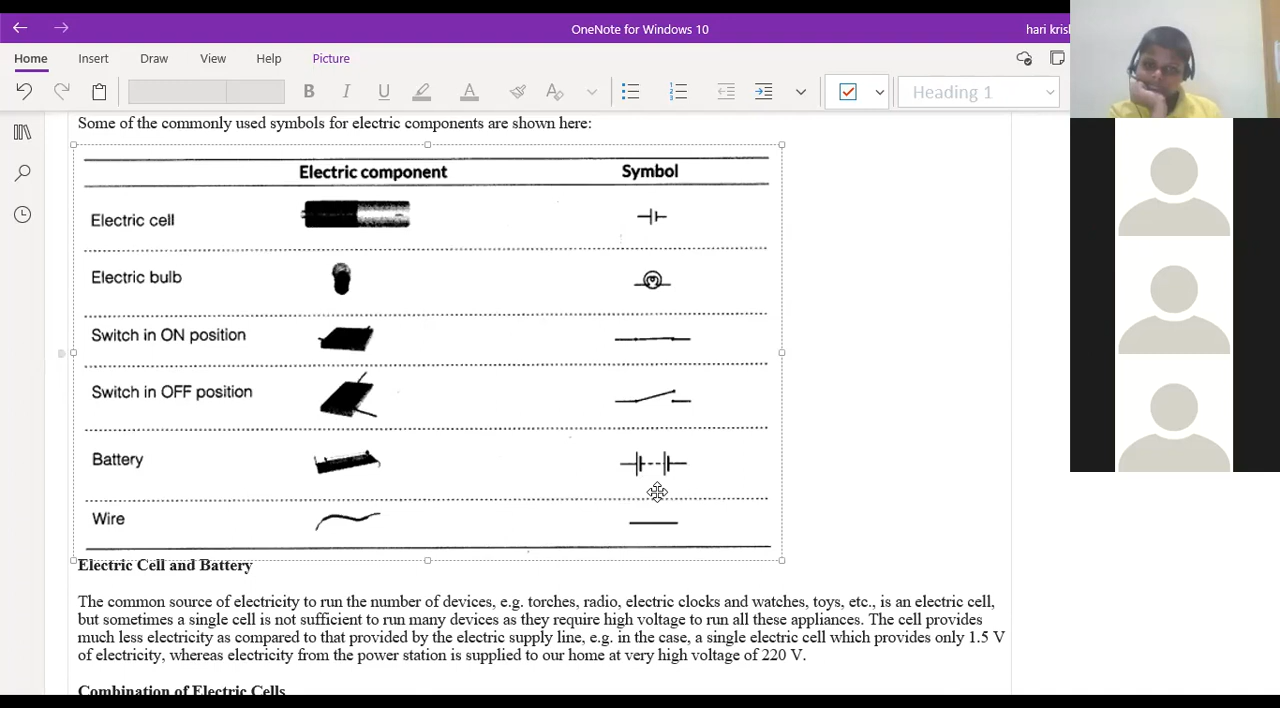 OneNote for Windows 10
hari krisl
Home Insert Draw View Help Picture
B I U A Heading 1
Some of the commonly used symbols for electric components are shown here:
Electric component Symbol
Electric cell
Electric bulb
Switch in ON position
Switch in OFF position
Battery
Wire
Electric Cell and Battery
The common source of electricity to run the number of devices, e.g. torches, radio, electric clocks and watches, toys, etc., is an electric cell,
but sometimes a single cell is not sufficient to run many devices as they require high voltage to run all these appliances. The cell provides
much less electricity as compared to that provided by the electric supply line, e.g. in the case, a single electric cell which provides only 1.5 V
of electricity, whereas electricity from the power station is supplied to our home at very high voltage of 220 V.
Combination of Electric Cells